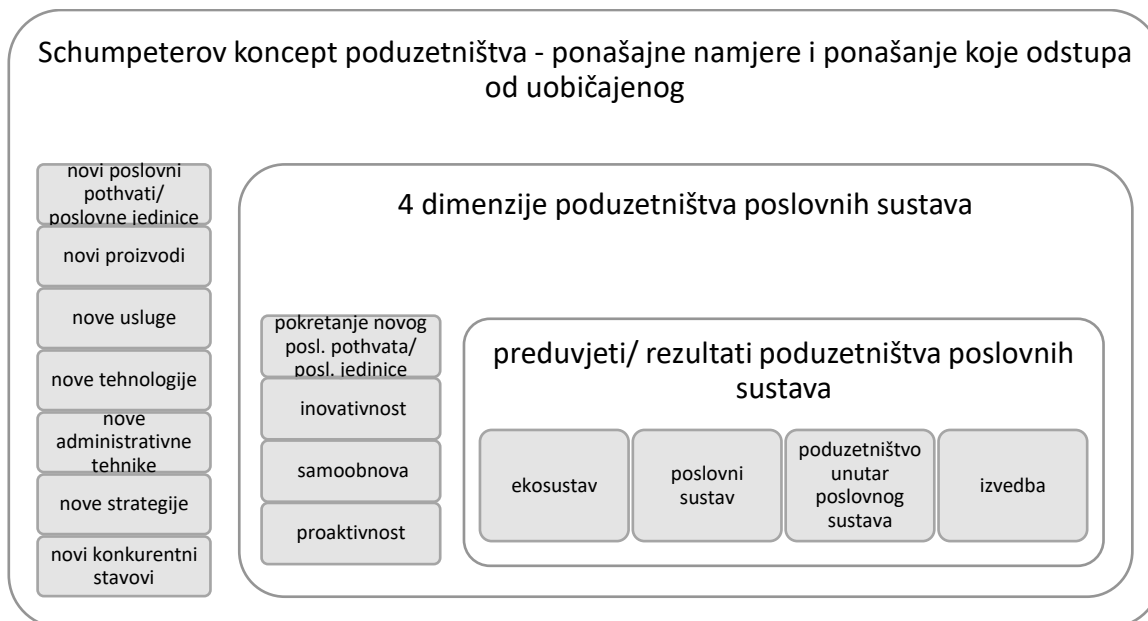 Schumpeterov koncept poduzetništva - ponašajne namjere i ponašanje koje odstupa
od uobičajenog
novi poslovni
pothvati/
poslovne jedinice
novi proizvodi
nove usluge
nove tehnologije
nove
administrativne
tehnike
nove strategije
novi konkurentni
stavovi
4 dimenzije poduzetništva poslovnih sustava
pokretanje novog
posl. pothvata/
posl. jedinice
inovativnost
samoobnova
proaktivnost
preduvjeti/ rezultati poduzetništva poslovnih
sustava
ekosustav
poslovni
sustav
poduzetništvo
unutar
poslovnog
sustava
izvedba